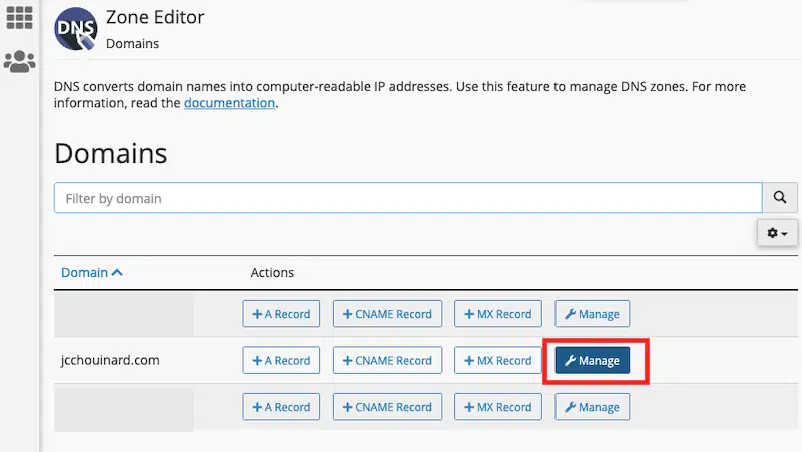 DNS
Zone Editor
Domains
DNS converts domain names into computer-readable IP addresses. Use this feature to manage DNS zones. For more
information, read the documentation.
Domains
Filter by domain
Domain Actions
+ A Record + CNAME Record + MX Record Manage
jcchouinard.com + A Record + CNAME Record + MX Record Manage
+ A Record + CNAME Record + MX Record Manage